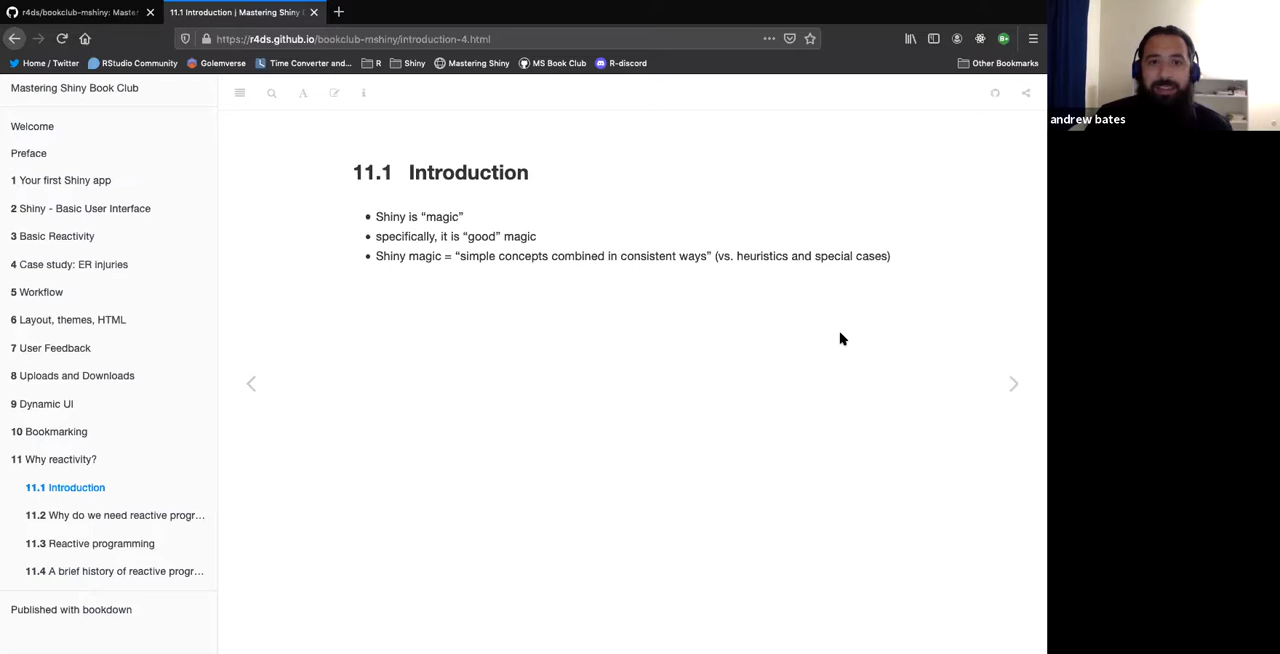 r4ds/bookclub-mshiny: Maste
11.1 Introduction | Mastering Shiny
https://r4ds.github.io/bookclub-mshiny/introduction-4.html
Home / Twitter
RStudio Community
Golemverse
Time Converter and...
R
Shiny
Mastering Shiny
MS Book Club
R-discord
Other Bookmarks
Mastering Shiny Book Club
Welcome
Preface
1 Your first Shiny app
2 Shiny - Basic User Interface
3 Basic Reactivity
4 Case study: ER injuries
5 Workflow
6 Layout, themes, HTML
7 User Feedback
8 Uploads and Downloads
9 Dynamic UI
10 Bookmarking
11 Why reactivity?
11.1 Introduction
11.2 Why do we need reactive progr...
11.3 Reactive programming
11.4 A brief history of reactive progr...
Published with bookdown
11.1 Introduction
• Shiny is “magic”
• specifically, it is “good” magic
• Shiny magic = “simple concepts combined in consistent ways” (vs. heuristics and special cases)
andrew bates